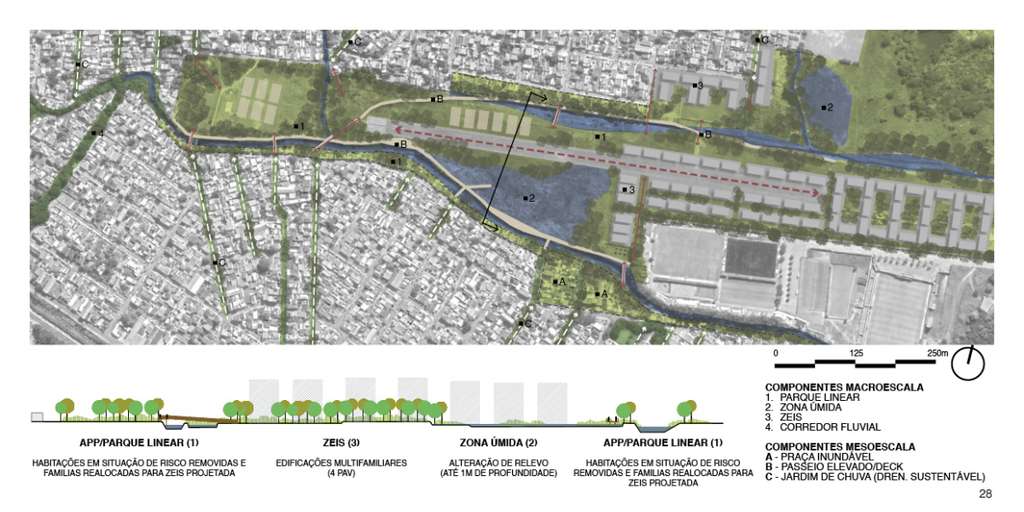 C
C
3
2
4
1
B
B
1
B
1
2
3
C
A
A
C
0 125 250m
COMPONENTES MACROESCALA
1. PARQUE LINEAR
2. ZONA ÚMIDA
3. ZEIS
4. CORREDOR FLUVIAL
COMPONENTES MESOESCALA
A - PRAÇA INUNDÁVEL
B - PASSEIO ELEVADO/DECK
C - JARDIM DE CHUVA (DREN. SUSTENTÁVEL)
APP/PARQUE LINEAR (1)
HABITAÇÕES EM SITUAÇÃO DE RISCO REMOVIDAS E
FAMILIAS REALOCADAS PARA ZEIS PROJETADA
ZEIS (3)
EDIFICAÇÕES MULTIFAMILIARES
(4 PAV)
ZONA ÚMIDA (2)
ALTERAÇÃO DE RELEVO
(ATÉ 1M DE PROFUNDIDADE)
APP/PARQUE LINEAR (1)
HABITAÇÕES EM SITUAÇÃO DE RISCO
REMOVIDAS E FAMILIAS REALOCADAS PARA
ZEIS PROJETADA
28